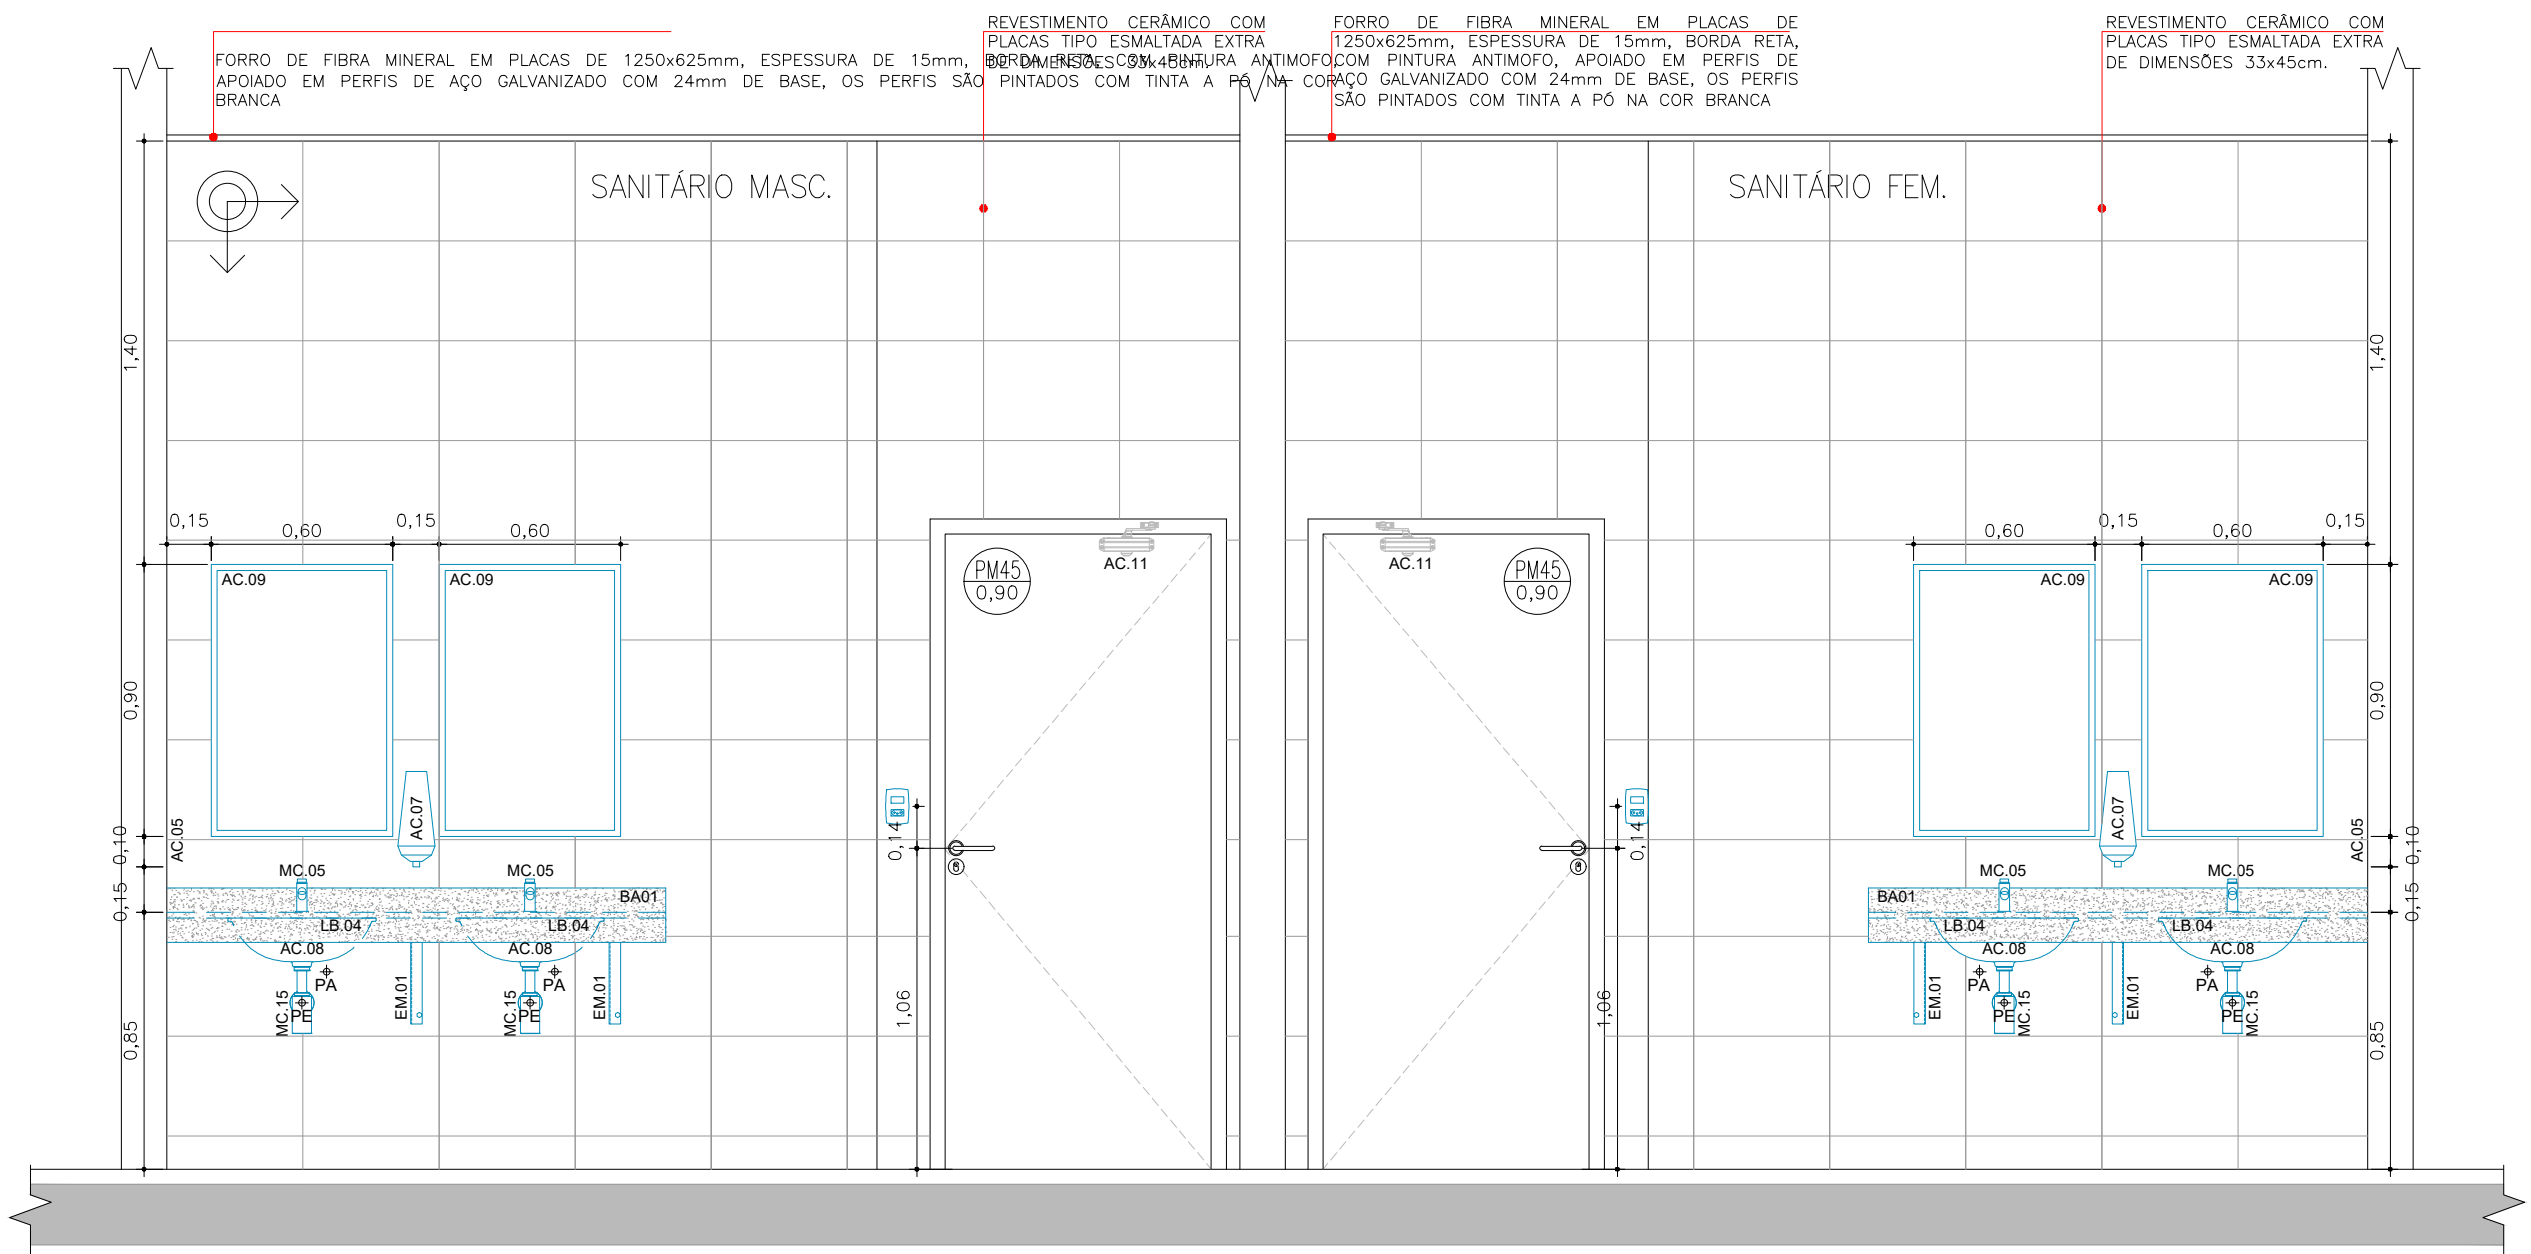 FORRO DE FIBRA MINERAL EM PLACAS DE 1250x625mm, ESPESSURA DE 15mm, BORDA RETA, COM PINTURA ANTIMOFO,
APOIADO EM PERFIS DE AÇO GALVANIZADO COM 24mm DE BASE, OS PERFIS SÃO PINTADOS COM TINTA A PÓ NA COR
BRANCA
REVESTIMENTO CERÂMICO COM
PLACAS TIPO ESMALTADA EXTRA
DE DIMENSÕES 33x45cm.
FORRO DE FIBRA MINERAL EM PLACAS DE
1250x625mm, ESPESSURA DE 15mm, BORDA RETA,
COM PINTURA ANTIMOFO, APOIADO EM PERFIS DE
AÇO GALVANIZADO COM 24mm DE BASE, OS PERFIS
SÃO PINTADOS COM TINTA A PÓ NA COR BRANCA
REVESTIMENTO CERÂMICO COM
PLACAS TIPO ESMALTADA EXTRA
DE DIMENSÕES 33x45cm.
SANITÁRIO MASC.
SANITÁRIO FEM.
1,40
0,90
0,10
0,15
0,85
0,15
0,60
0,15
0,60
AC.09
AC.09
AC.05
AC.07
MC.05
MC.05
BA01
LB.04
LB.04
AC.08
AC.08
PA
PA
MC.15
PE
EM.01
MC.15
PE
EM.01
0,14
1,06
PM45
0,90
AC.11
AC.11
PM45
0,90
0,14
1,06
0,60
0,15
0,60
0,15
AC.09
AC.09
AC.07
AC.05
MC.05
MC.05
BA01
LB.04
LB.04
AC.08
AC.08
PA
PA
EM.01
PE
MC.15
EM.01
PE
MC.15
1,40
0,90
0,10
0,15
0,85